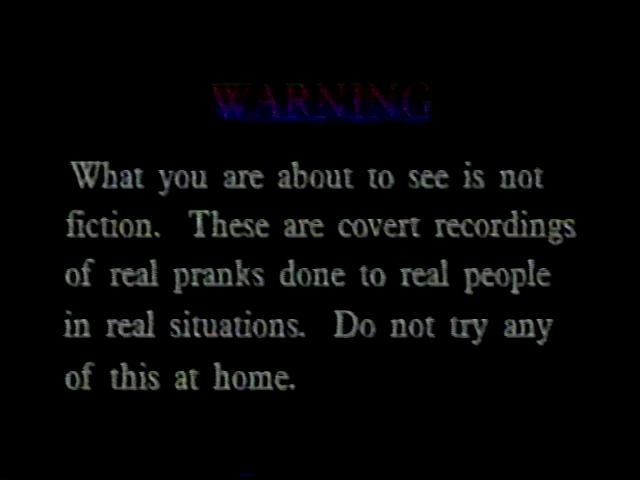 WARNING
What you are about to see is not
fiction. These are covert recordings
of real pranks done to real people
in real situations. Do not try any
of this at home.